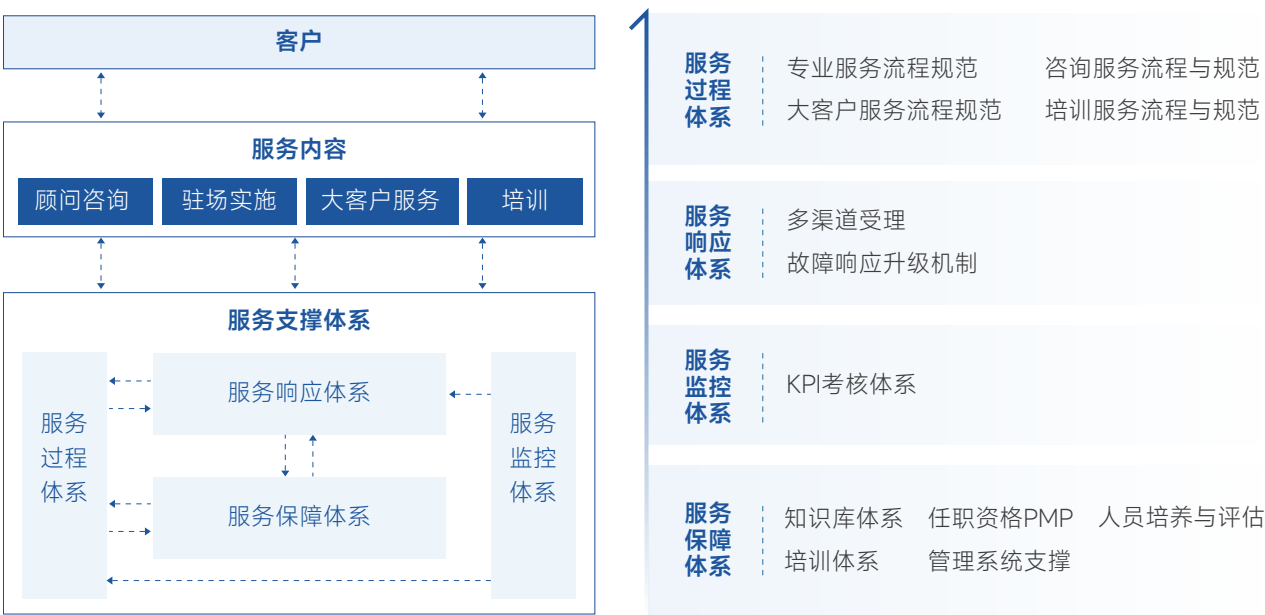 客户
服务内容
顾问咨询
驻场实施
大客户服务
培训
服务支撑体系
服务
过程
体系
服务响应体系
服务保障体系
服务
监控
体系
服务
过程
体系
专业服务流程规范 咨询服务流程与规范
大客户服务流程规范 培训服务流程与规范
服务
响应
体系
多渠道受理
故障响应升级机制
服务
监控
体系
KPI考核体系
服务
保障
体系
知识库体系 任职资格PMP 人员培养与评估
培训体系 管理系统支撑